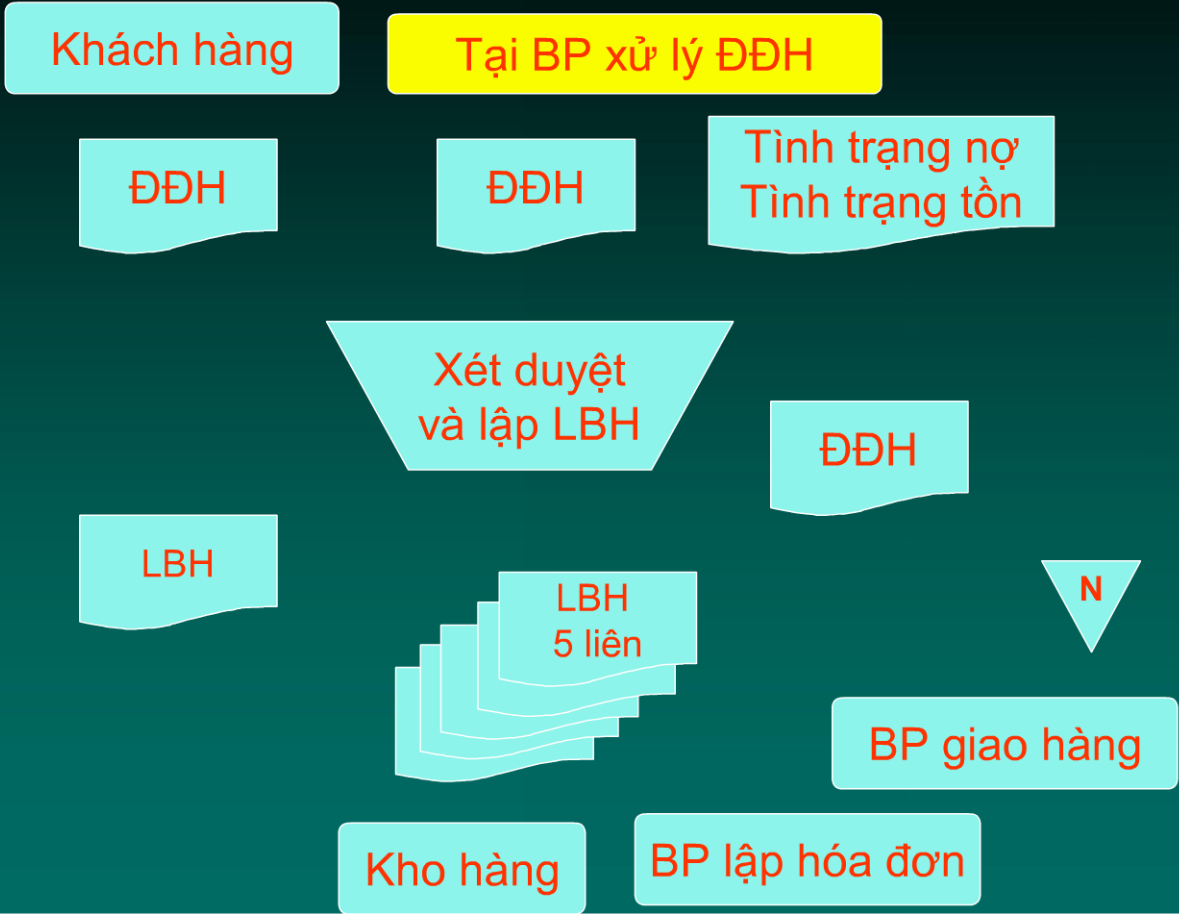 Khách hàng
Tại BP xử lý ĐĐH
ĐĐH
ĐĐH
Tình trạng nợ
Tình trạng tồn
Xét duyệt
và lập LBH
ĐĐH
LBH
LBH
5 liên
N
BP giao hàng
Kho hàng
BP lập hóa đơn